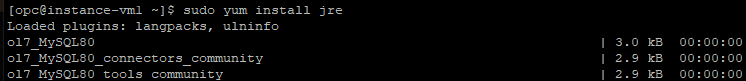 [opc@instance-vm1 ~]$ sudo yum install jre
Loaded plugins: langpacks, ulninfo
ol7_MySQL80 | 3.0 kB 00:00:00
ol7_MySQL80_connectors_community | 2.9 kB 00:00:00
ol7_MySQL80_tools_community | 2.9 kB 00:00:00